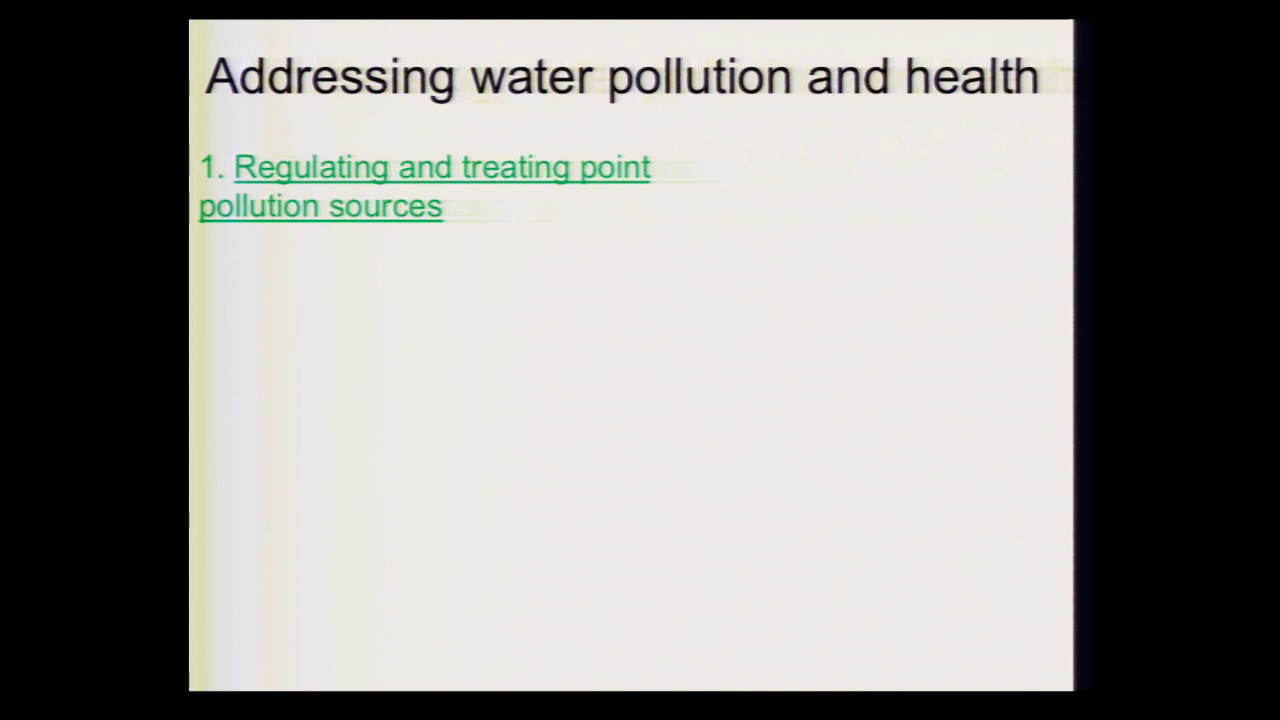 Addressing water pollution and health
1. Regulating and treating point
pollution sources